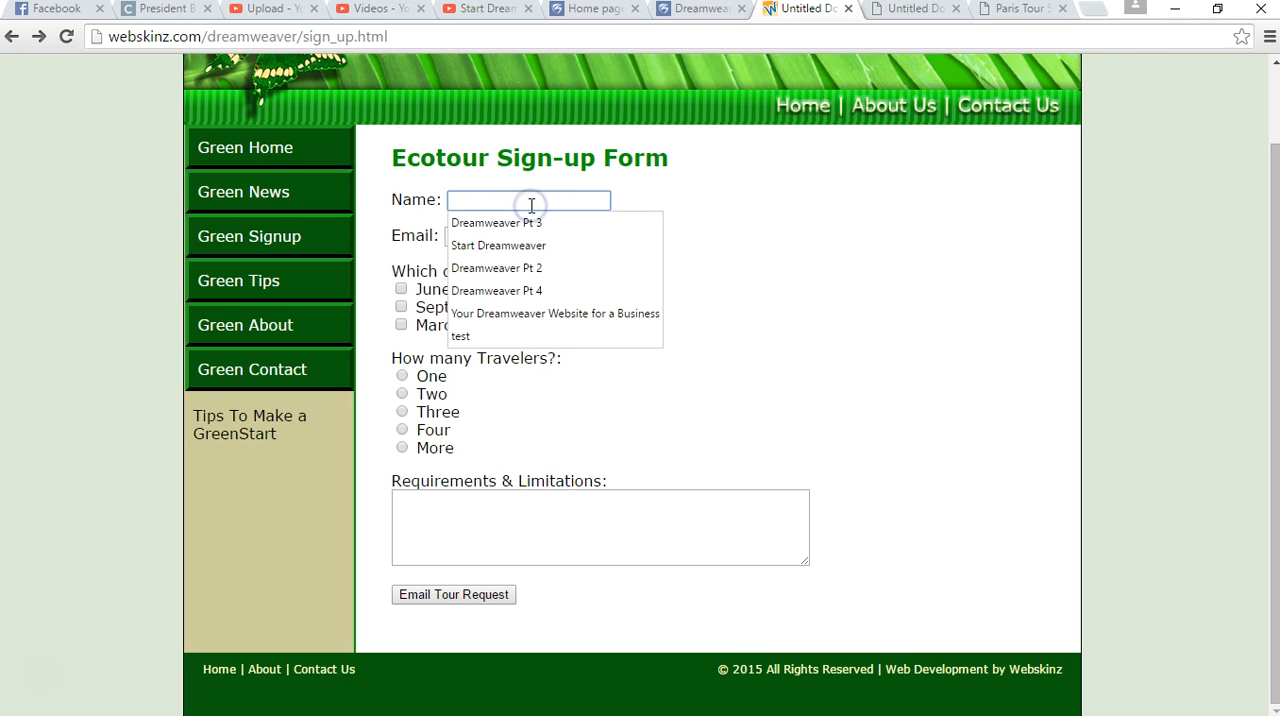 Facebook
President B
Upload - Yo
Videos - Yo
Start Dream
Home page
Dreamweav
Untitled Do
Untitled Do
Paris Tour S
webskinz.com/dreamweaver/sign_up.html
Home | About Us | Contact Us
Green Home
Green News
Green Signup
Green Tips
Green About
Green Contact
Tips To Make a
GreenStart
Ecotour Sign-up Form
Name:
Dreamweaver Pt 3
Start Dreamweaver
Dreamweaver Pt 2
Dreamweaver Pt 4
Your Dreamweaver Website for a Business
test
Email:
Which
June
Sept
How many Travelers?:
One
Two
Three
Four
More
Requirements & Limitations:
Email Tour Request
Home | About | Contact Us
© 2015 All Rights Reserved | Web Development by Webskinz